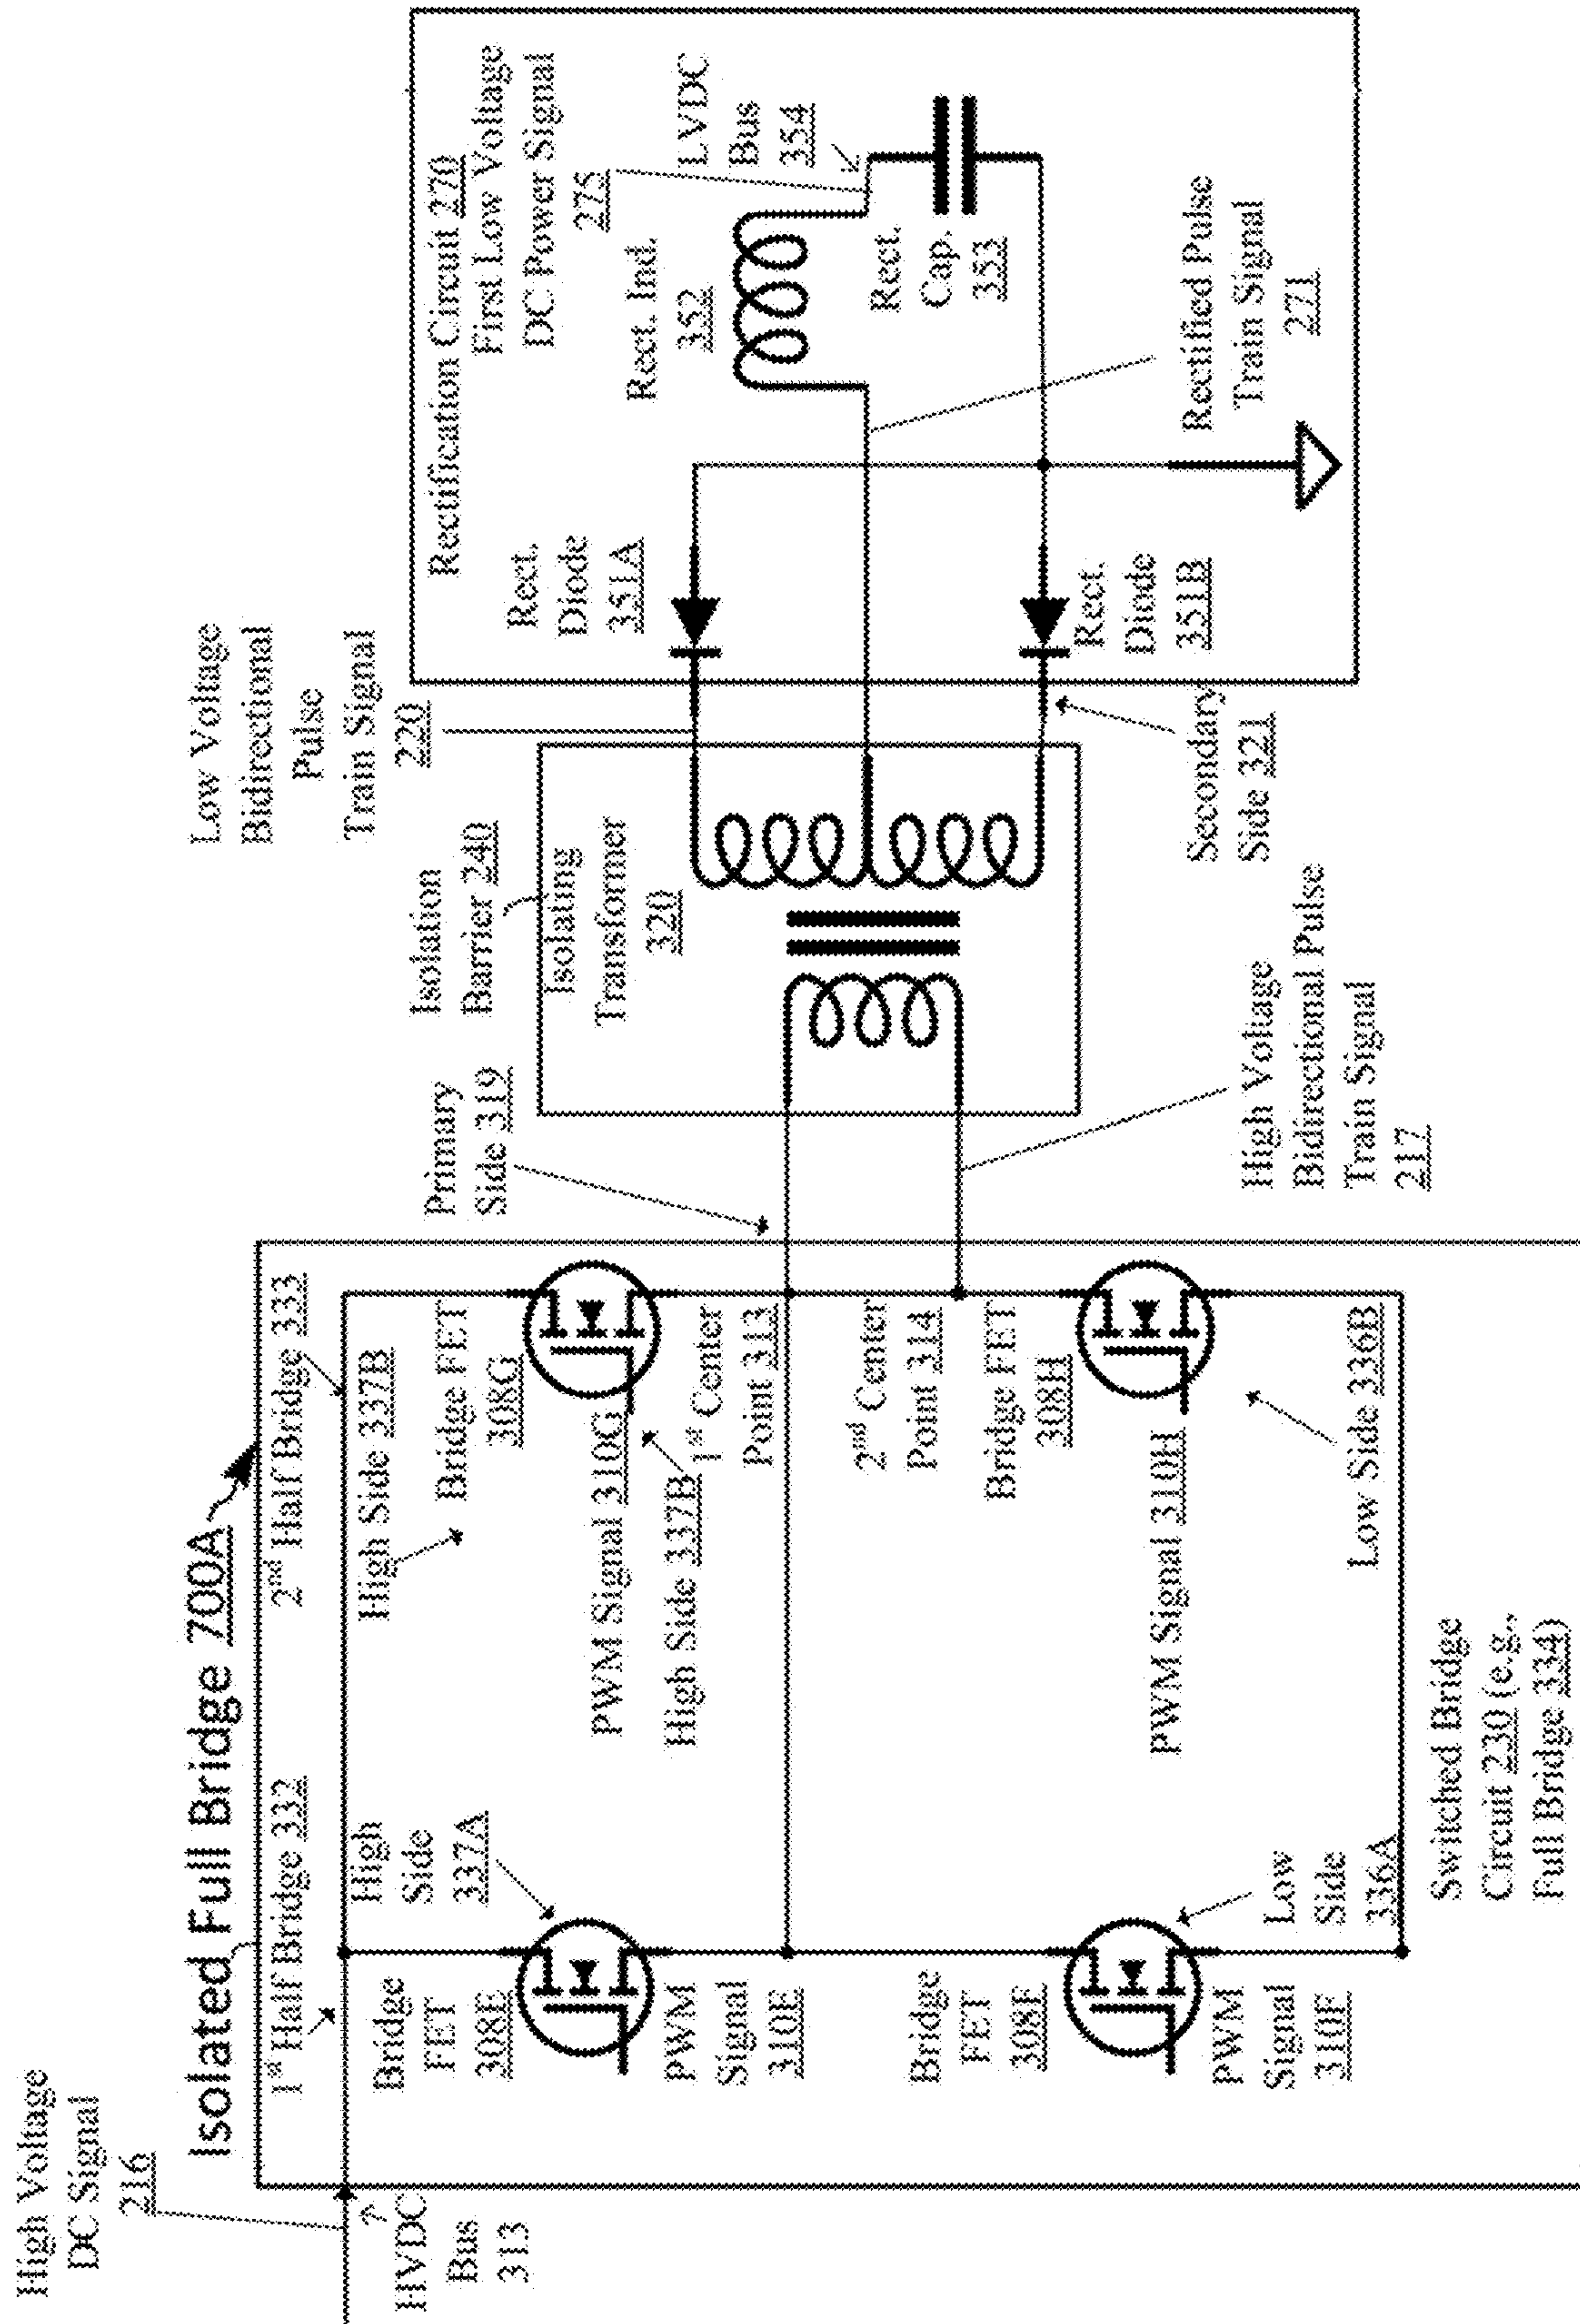 High Voltage
DC Signal
216
HVDC
Bus
313
Isolated Full Bridge 700A
1st Half Bridge 332
2nd Half Bridge 333
High
Side
337A
High Side 337B
Bridge
FET
308E
PWM
Signal
310E
Bridge FET
308G
PWM Signal 310G
High Side 337B
1st Center
Point 313
2nd Center
Point 314
Bridge
FET
308F
PWM
Signal
310F
Low
Side
336A
Bridge FET
308H
PWM Signal 310H
Low Side 336B
Switched Bridge
Circuit 230 (e.g.,
Full Bridge 334)
Primary
Side 319
High Voltage
Bidirectional Pulse
Train Signal
217
Isolation
Barrier 240
Isolating
Transformer
320
Low Voltage
Bidirectional
Pulse
Train Signal
220
Secondary
Side 321
Rectification Circuit 270
First Low Voltage
DC Power Signal
275
Rect.
Diode
351A
Rect. Ind.
352
LVDC
Bus
354
Rect.
Cap.
353
Rect.
Diode
351B
Rectified Pulse
Train Signal
271